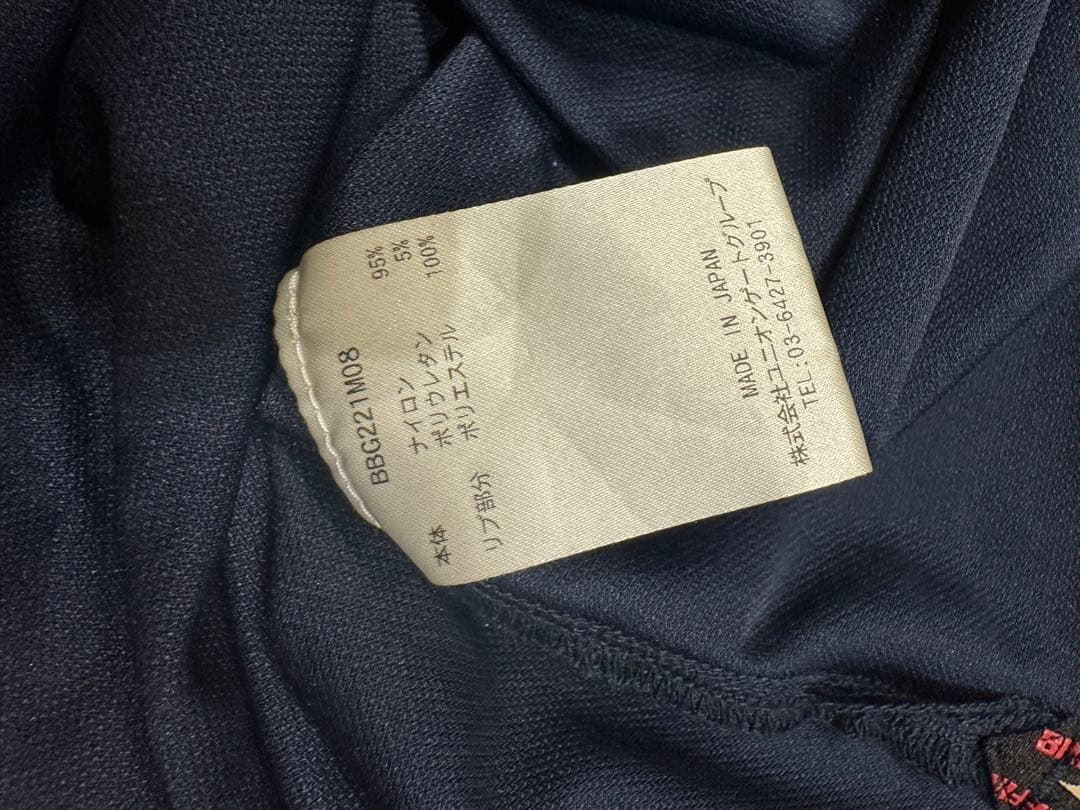 BBG221M08
本体 ナイロン 95%
ポリウレタン 5%
リブ部分 ポリエステル 100%
MADE IN JAPAN
株式会社ユニオンゲートグループ
TEL:03-6427-3901